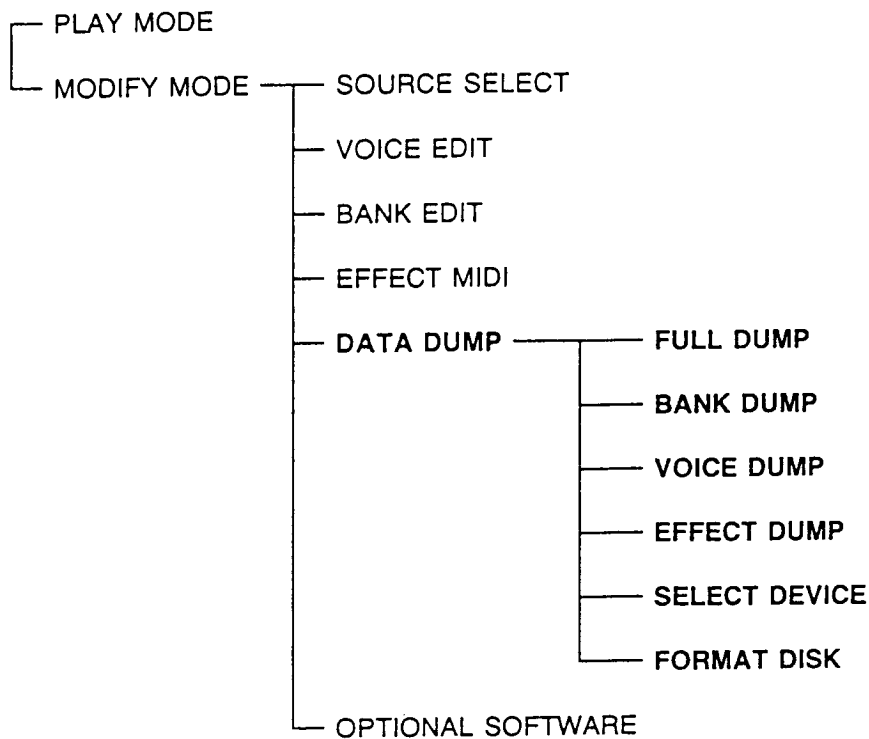 PLAY MODE
MODIFY MODE
SOURCE SELECT
VOICE EDIT
BANK EDIT
EFFECT MIDI
DATA DUMP
FULL DUMP
BANK DUMP
VOICE DUMP
EFFECT DUMP
SELECT DEVICE
FORMAT DISK
OPTIONAL SOFTWARE